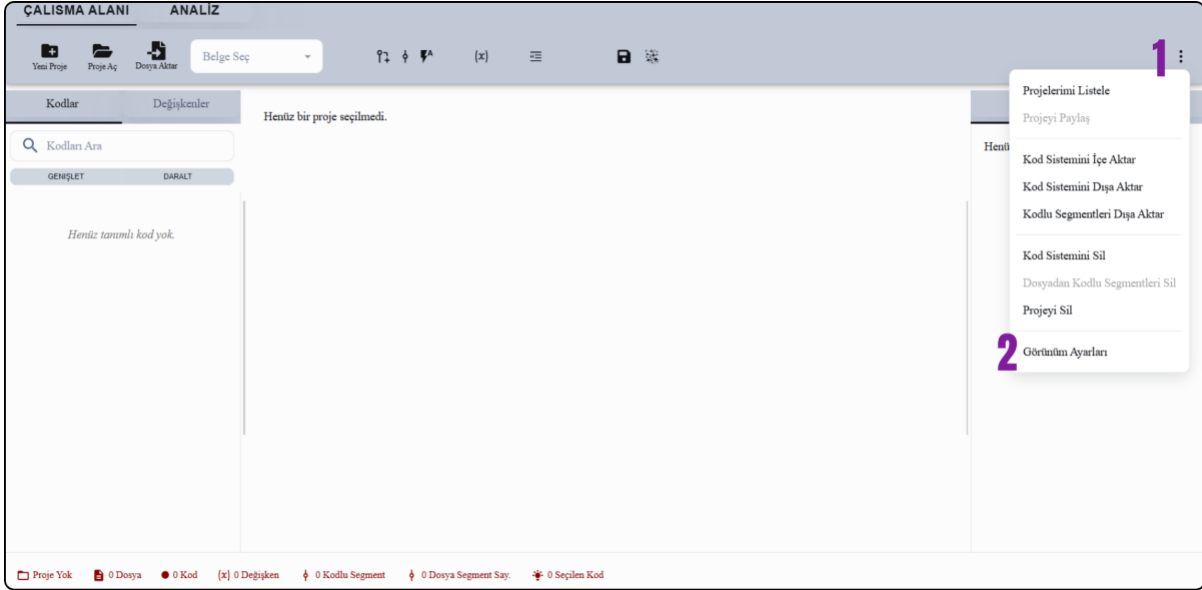 ÇALISMA ALANI ANALİZ
Yeni Proje Proje Aç Dosya Aktar Belge Seç (x) 1
Kodlar Değişkenler
Henüz bir proje seçilmedi.
Kodları Ara
GENİŞLET DARALT
Henüz tanımlı kod yok.
Projelerimi Listele
Projeyi Paylaş
Kod Sistemini İçe Aktar
Kod Sistemini Dışa Aktar
Kodlu Segmentleri Dışa Aktar
Kod Sistemini Sil
Dosyadan Kodlu Segmentleri Sil
Projeyi Sil
2 Görünüm Ayarları
Proje Yok 0 Dosya 0 Kod (x) 0 Değişken 0 Kodlu Segment 0 Dosya Segment Say. 0 Seçilen Kod